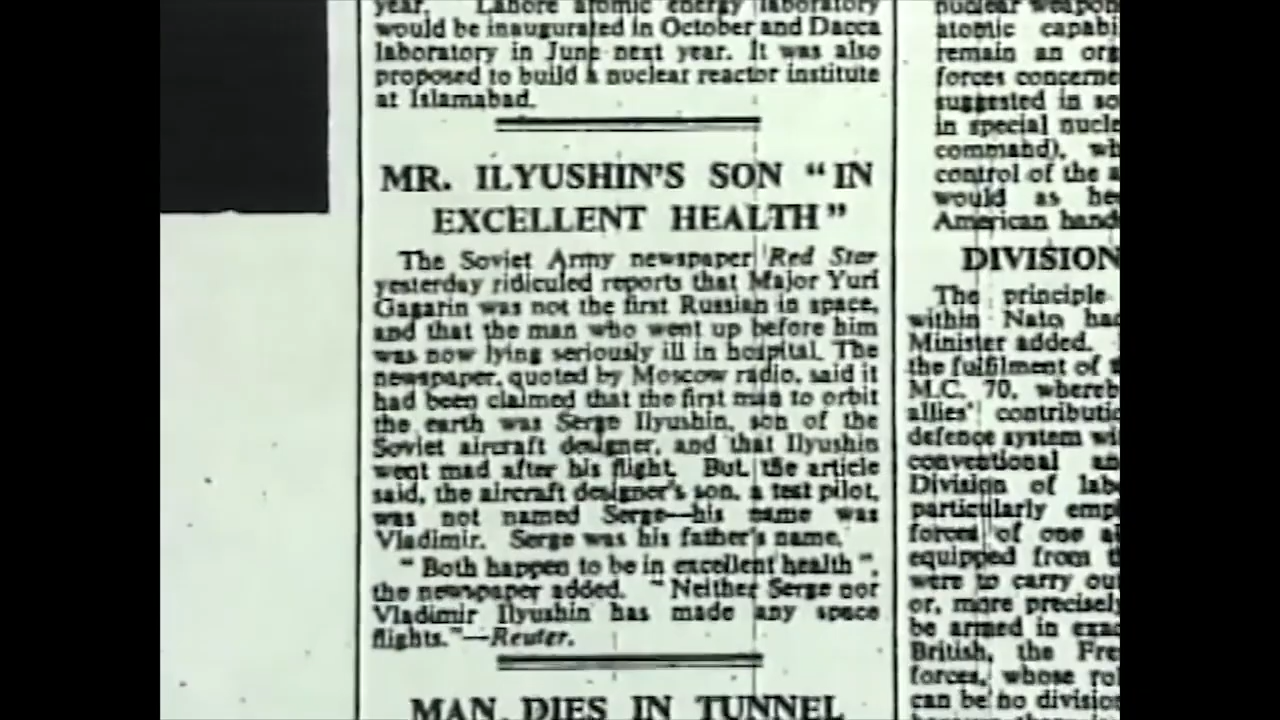 year. Lahore atomic energy laboratory
would be inaugurated in October and Dacca
laboratory in June next year. It was also
proposed to build a nuclear reactor institute
at Islamabad.
MR. ILYUSHIN'S SON “IN
EXCELLENT HEALTH”
The Soviet Army newspaper Red Star
yesterday ridiculed reports that Major Yuri
Gagarin was not the first Russian in space,
and that the man who went up before him
was now lying seriously ill in hospital. The
newspaper, quoted by Moscow radio, said it
had been claimed that the first man to orbit
the earth was Serge Ilyushin, son of the
Soviet aircraft designer, and that Ilyushin
went mad after his flight. But, the article
said, the aircraft designer's son, a test pilot,
was not named Serge—his name was
Vladimir. Serge was his father's name.
“Both happen to be in excellent health”,
the newspaper added. “Neither Serge nor
Vladimir Ilyushin has made any space
flights.”—Reuter.
MAN DIES IN TUNNEL
nuclear weapon
atomic capabi
remain an org
forces concerne
suggested in so
in special nucle
command), wh
control of the a
would as he
American hand
DIVISION
The principle
within Nato ha
Minister added.
the fulfilment of
M.C. 70, whereb
allies' contributi
defence system wi
conventional an
Division of lab
particularly emp
forces of one a
equipped from t
were to carry ou
or, more precisely
be armed in exac
British, the Fre
forces, whose ro
can be no division